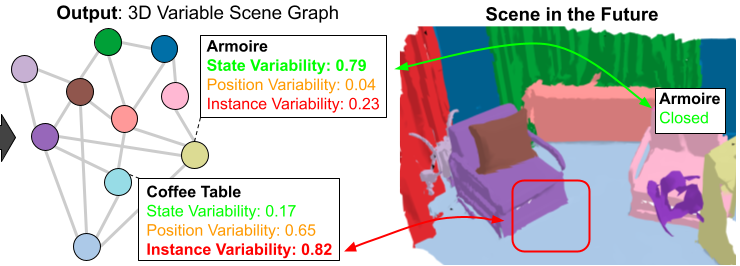 Output: 3D Variable Scene Graph
Armoire
State Variability: 0.79
Position Variability: 0.04
Instance Variability: 0.23
Coffee Table
State Variability: 0.17
Position Variability: 0.65
Instance Variability: 0.82
Scene in the Future
Armoire
Closed